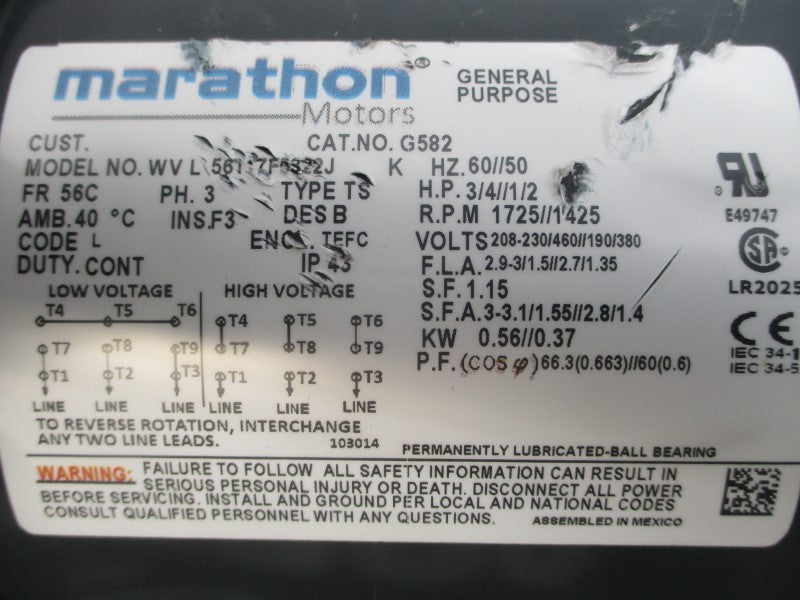 marathon®
Motors
GENERAL
PURPOSE
CUST.
CAT.NO. G582
MODEL NO. WV L K
FR 56C PH. 3 TYPE TS
AMB.40 °C INS.F3 DES B
CODE L ENCL. TEFC
DUTY.CONT IP 43
HZ. 60//50
H.P. 3/4//1/2
R.P.M 1725//1425
VOLTS 208-230/460//190/380
F.L.A. 2.9-3/1.5//2.7/1.35
S.F. 1.15
S.F.A. 3-3.1/1.55//2.8/1.4
KW 0.56//0.37
P.F. (COS φ) 66.3(0.663)//60(0.6)
E49747
LR2025
CE
IEC 34-1
IEC 34-5
LOW VOLTAGE HIGH VOLTAGE
T4 T5 T6 T4 T5 T6
T7 T8 T9 T7 T8 T9
T1 T2 T3 T1 T2 T3
LINE LINE LINE LINE LINE LINE
TO REVERSE ROTATION, INTERCHANGE
ANY TWO LINE LEADS. 103014
PERMANENTLY LUBRICATED-BALL BEARING
WARNING: FAILURE TO FOLLOW ALL SAFETY INFORMATION CAN RESULT IN
SERIOUS PERSONAL INJURY OR DEATH. DISCONNECT ALL POWER
BEFORE SERVICING. INSTALL AND GROUND PER LOCAL AND NATIONAL CODES
CONSULT QUALIFIED PERSONNEL WITH ANY QUESTIONS. ASSEMBLED IN MEXICO